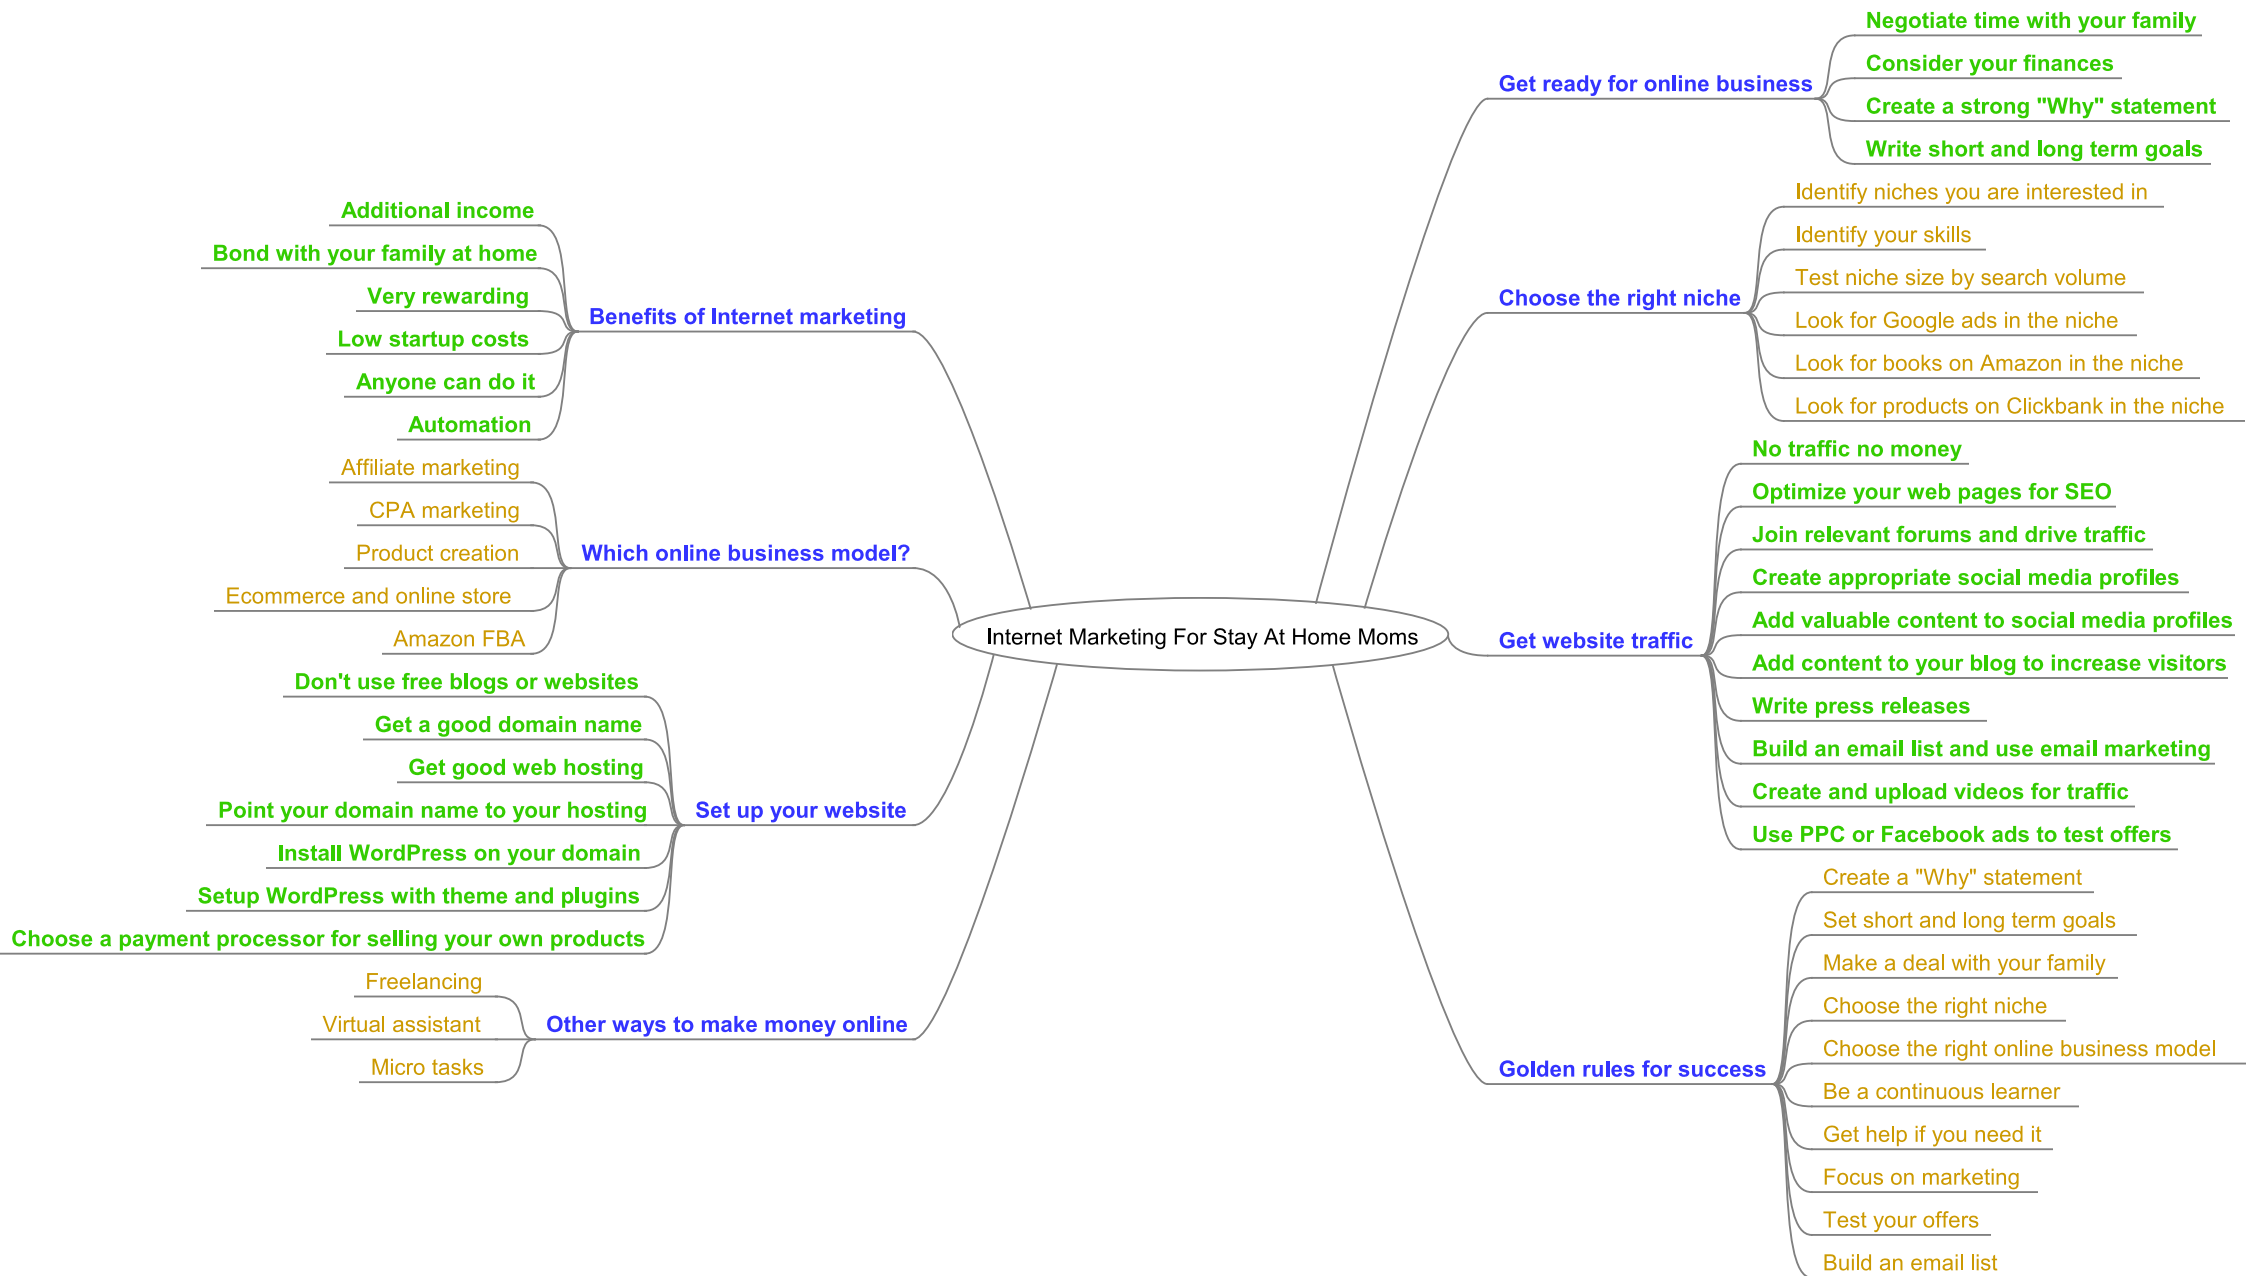 Internet Marketing For Stay At Home Moms
Get ready for online business
Negotiate time with your family
Consider your finances
Create a strong "Why" statement
Write short and long term goals
Choose the right niche
Identify niches you are interested in
Identify your skills
Test niche size by search volume
Look for Google ads in the niche
Look for books on Amazon in the niche
Look for products on Clickbank in the niche
Get website traffic
No traffic no money
Optimize your web pages for SEO
Join relevant forums and drive traffic
Create appropriate social media profiles
Add valuable content to social media profiles
Add content to your blog to increase visitors
Write press releases
Build an email list and use email marketing
Create and upload videos for traffic
Use PPC or Facebook ads to test offers
Golden rules for success
Create a "Why" statement
Set short and long term goals
Make a deal with your family
Choose the right niche
Choose the right online business model
Be a continuous learner
Get help if you need it
Focus on marketing
Test your offers
Build an email list
Benefits of Internet marketing
Additional income
Bond with your family at home
Very rewarding
Low startup costs
Anyone can do it
Automation
Which online business model?
Affiliate marketing
CPA marketing
Product creation
Ecommerce and online store
Amazon FBA
Set up your website
Don't use free blogs or websites
Get a good domain name
Get good web hosting
Point your domain name to your hosting
Install WordPress on your domain
Setup WordPress with theme and plugins
Choose a payment processor for selling your own products
Other ways to make money online
Freelancing
Virtual assistant
Micro tasks